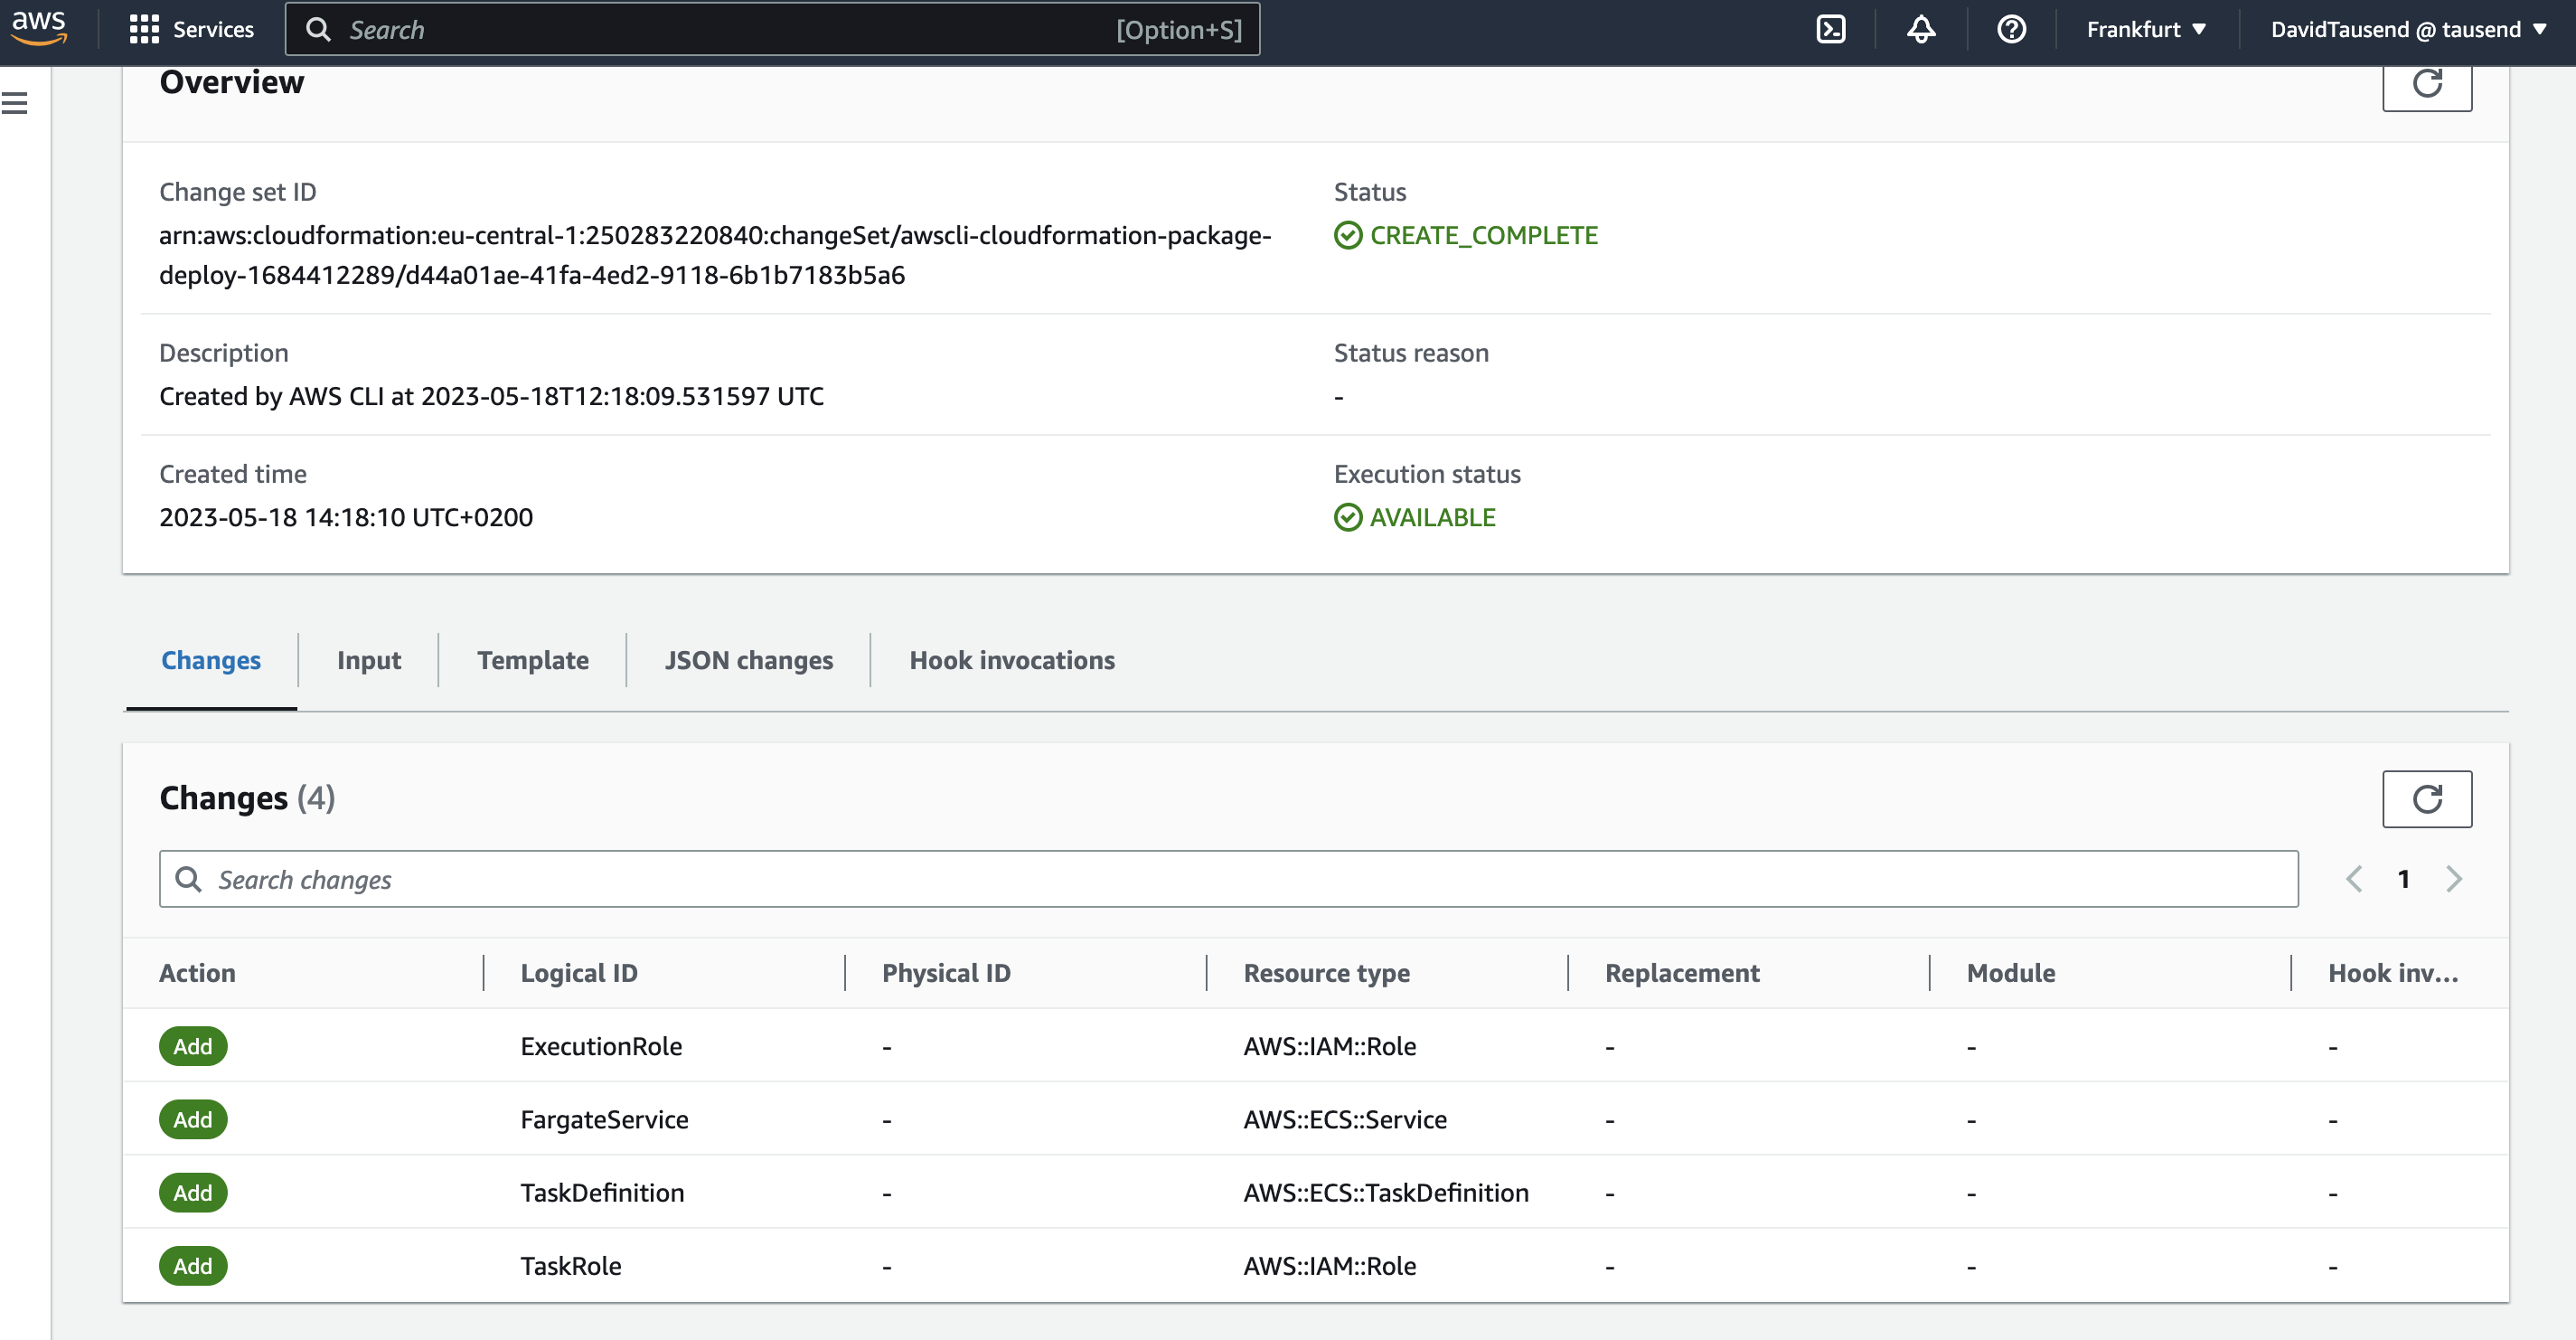 aws Services Search [Option+S] Frankfurt ▼ DavidTausend @ tausend ▼
Overview
Change set ID
arn:aws:cloudformation:eu-central-1:250283220840:changeSet/awscli-cloudformation-package-
deploy-1684412289/d44a01ae-41fa-4ed2-9118-6b1b7183b5a6
Status
CREATE_COMPLETE
Description
Created by AWS CLI at 2023-05-18T12:18:09.531597 UTC
Status reason
-
Created time
2023-05-18 14:18:10 UTC+0200
Execution status
AVAILABLE
Changes Input Template JSON changes Hook invocations
Changes (4)
Search changes
1
Action Logical ID Physical ID Resource type Replacement Module Hook inv...
Add ExecutionRole - AWS::IAM::Role - - -
Add FargateService - AWS::ECS::Service - - -
Add TaskDefinition - AWS::ECS::TaskDefinition - - -
Add TaskRole - AWS::IAM::Role - - -